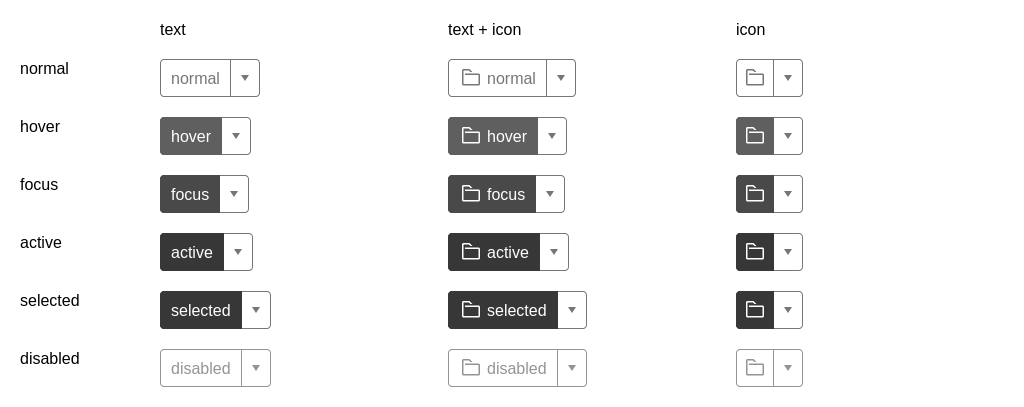 text text + icon icon
normal normal normal
hover hover hover
focus focus focus
active active active
selected selected selected
disabled disabled disabled